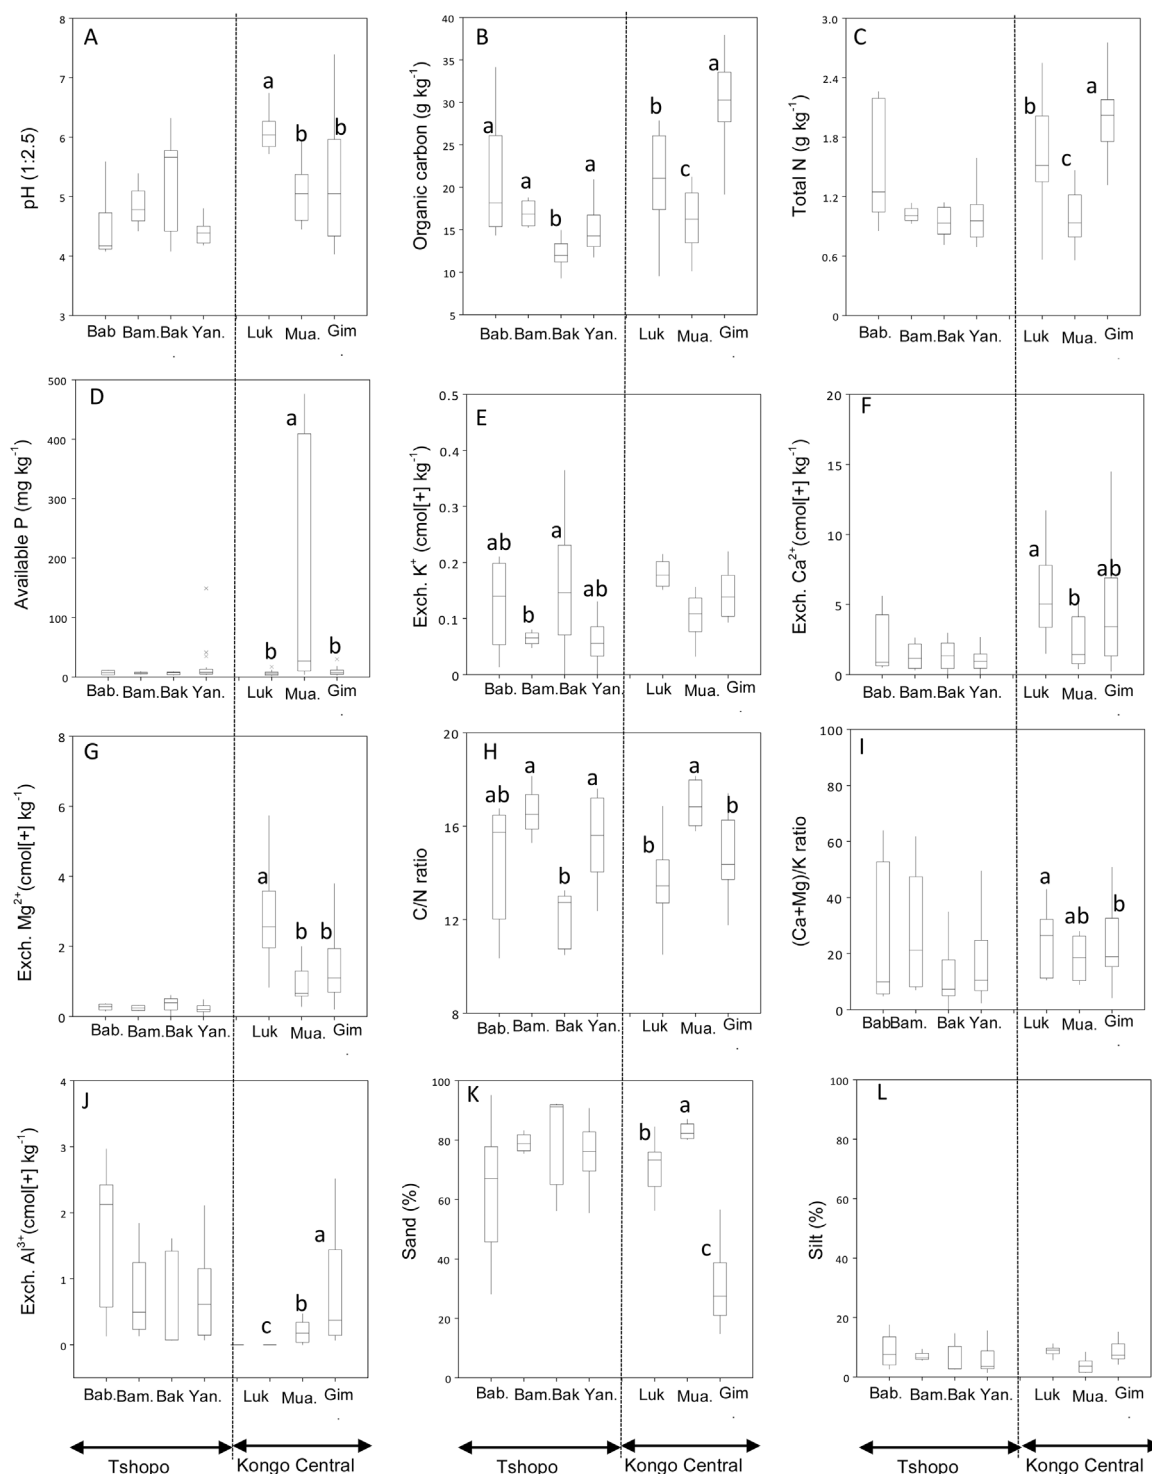 A
pH (1:2.5)
8
7
6
5
4
3
a
b
b
Bab Bam. Bak Yan. Luk Mua. Gim
B
Organic carbon (g kg-1)
40
35
30
25
20
15
10
5
a
a
b
a
b
c
a
Bab. Bam. Bak Yan. Luk Mua. Gim
C
Total N (g kg-1)
3.0
2.4
1.8
1.2
0.6
0
b
c
a
Bab. Bam. Bak Yan. Luk Mua. Gim
D
Available P (mg kg-1)
500
400
300
200
100
0
b
a
b
Bab. Bam. Bak Yan. Luk Mua. Gim
E
Exch. K+ (cmol[+] kg-1)
0.5
0.4
0.3
0.2
0.1
0
ab
b
a
ab
Bab. Bam. Bak Yan. Luk Mua. Gim
F
Exch. Ca2+(cmol[+] kg-1)
20
15
10
5
0
a
b
ab
Bab. Bam. Bak Yan. Luk Mua. Gim
G
Exch. Mg2+(cmol[+] kg-1)
8
6
4
2
0
a
b
b
Bab. Bam. Bak Yan. Luk Mua. Gim
H
C/N ratio
20
16
12
8
ab
a
b
a
b
a
b
Bab. Bam. Bak Yan. Luk Mua. Gim
I
(Ca+Mg)/K ratio
100
80
60
40
20
0
a
ab
b
Bab Bam. Bak Yan. Luk Mua. Gim
J
Exch. Al3+(cmol[+] kg-1)
4
3
2
1
0
c
b
a
Bab. Bam. Bak Yan. Luk Mua. Gim
K
Sand (%)
100
80
60
40
20
0
b
a
c
Bab. Bam. Bak Yan. Luk Mua. Gim
L
Silt (%)
100
80
60
40
20
0
Bab. Bam. Bak Yan. Luk Mua. Gim
Tshopo Kongo Central
Tshopo Kongo Central
Tshopo Kongo Central